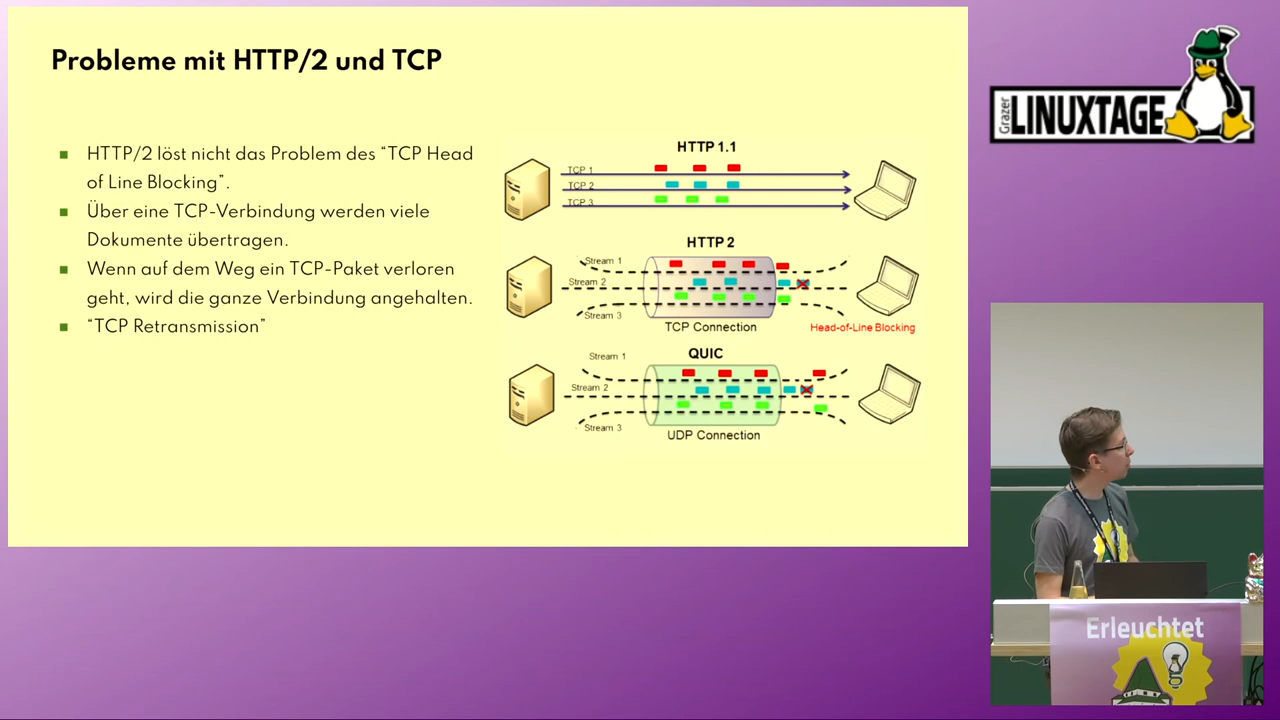 Probleme mit HTTP/2 und TCP
HTTP/2 löst nicht das Problem des “TCP Head
of Line Blocking”.
Über eine TCP-Verbindung werden viele
Dokumente übertragen.
Wenn auf dem Weg ein TCP-Paket verloren
geht, wird die ganze Verbindung angehalten.
“TCP Retransmission”
HTTP 1.1
TCP 1
TCP 2
TCP 3
HTTP 2
Stream 1
Stream 2
Stream 3
TCP Connection
Head-of-Line Blocking
QUIC
Stream 1
Stream 2
Stream 3
UDP Connection
Grazer
LINUXTAGE
Erleuchtet